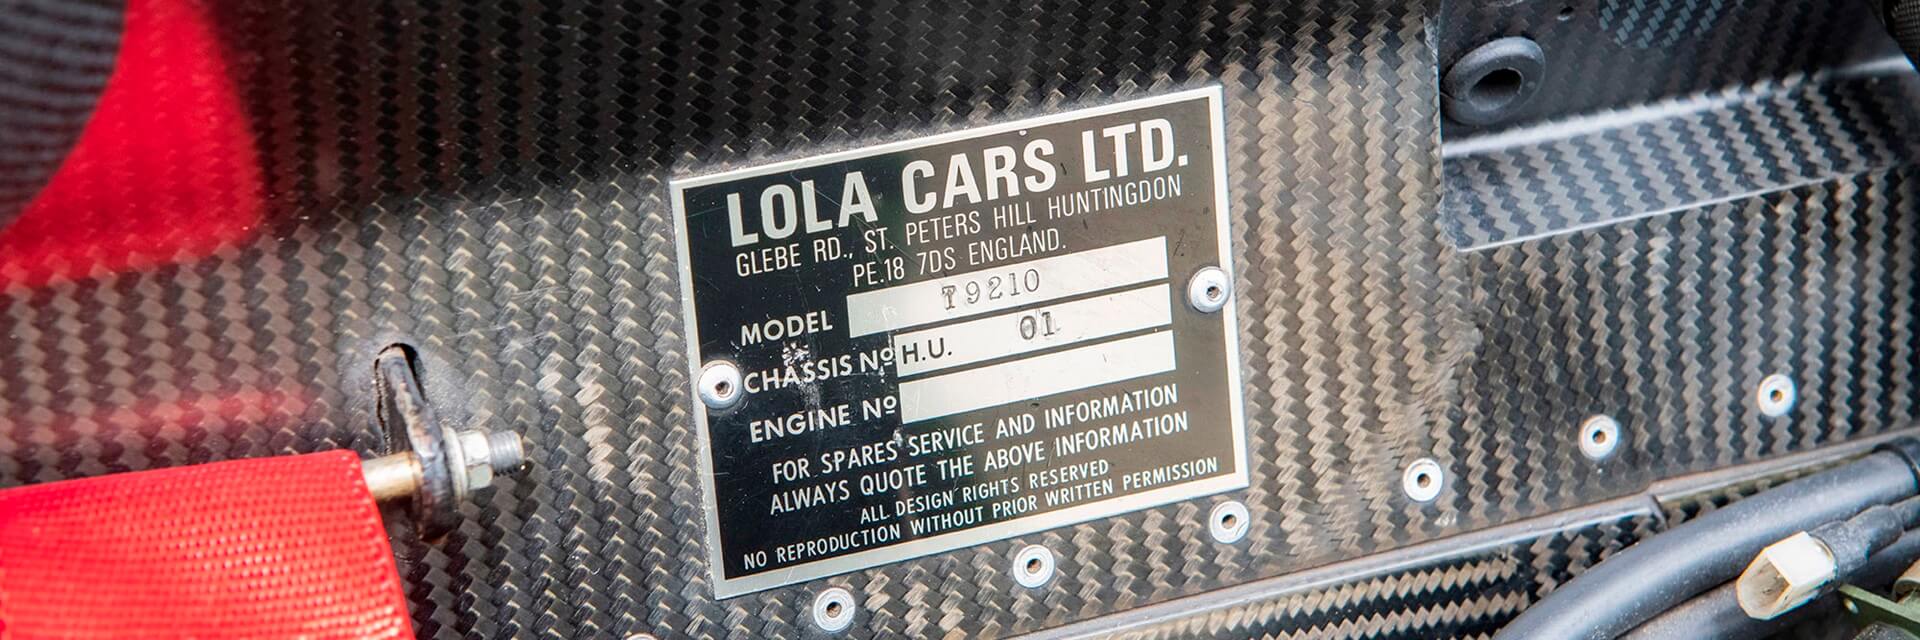 LOLA CARS LTD.
GLEBE RD., ST. PETERS HILL HUNTINGDON
PE.18 7DS ENGLAND.
MODEL T9210
CHASSIS Nº H.U. 01
ENGINE Nº
FOR SPARES SERVICE AND INFORMATION
ALWAYS QUOTE THE ABOVE INFORMATION
ALL DESIGN RIGHTS RESERVED
NO REPRODUCTION WITHOUT PRIOR WRITTEN PERMISSION